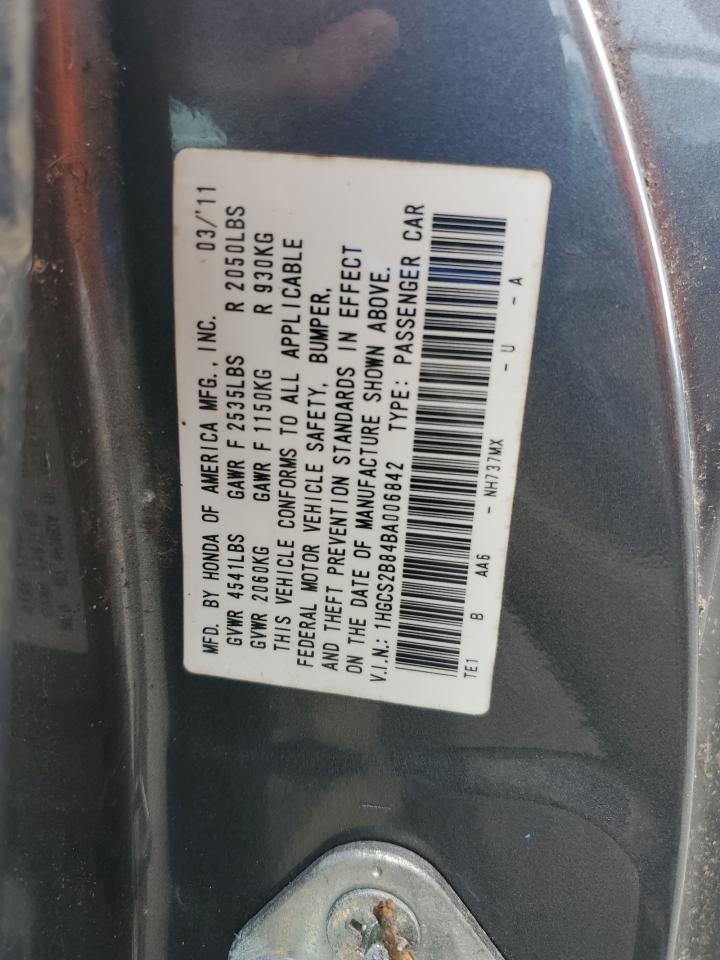 MFD. BY HONDA OF AMERICA MFG., INC. 03/'11
GVWR 4541LBS GAWR F 2535LBS R 2050LBS
GVWR 2060KG GAWR F 1150KG R 930KG
THIS VEHICLE CONFORMS TO ALL APPLICABLE
FEDERAL MOTOR VEHICLE SAFETY, BUMPER,
AND THEFT PREVENTION STANDARDS IN EFFECT
ON THE DATE OF MANUFACTURE SHOWN ABOVE.
V.I.N.: 1HGCS2B84BA006842 TYPE: PASSENGER CAR
TE1 B AA6 - NH737MX - U - A